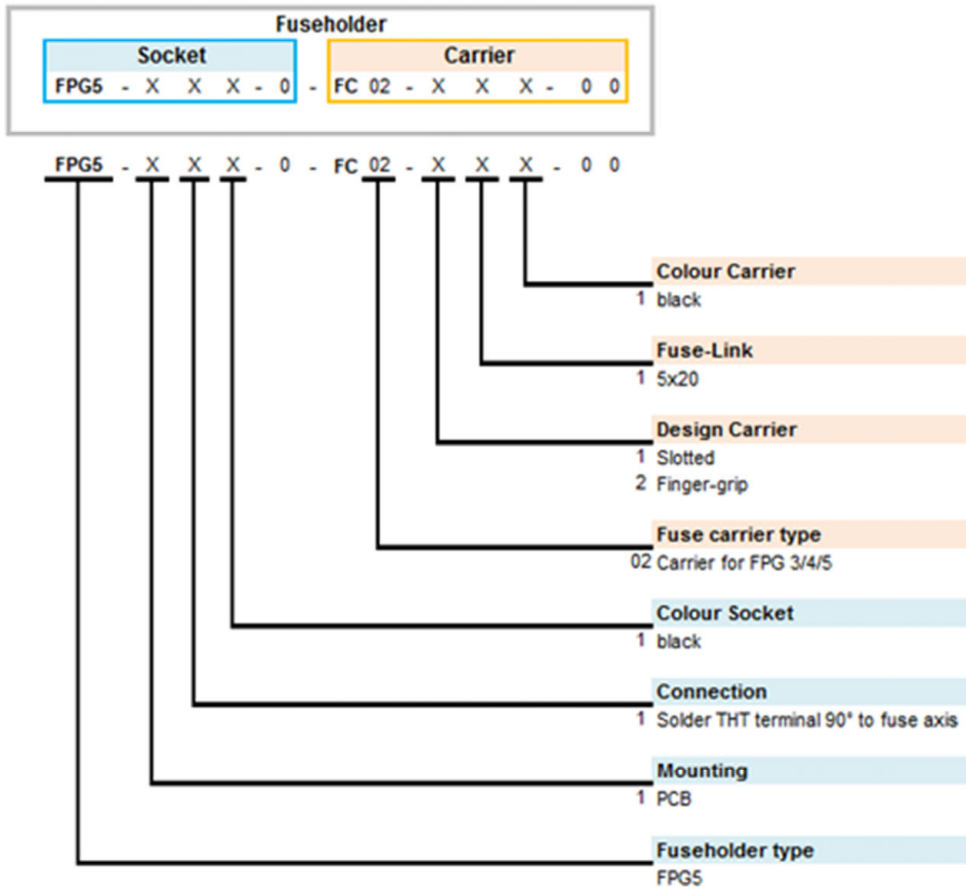 Fuseholder
Socket Carrier
FPG5 - X X X - 0 - FC 02 - X X X - 0 0
FPG5 - X X X - 0 - FC 02 - X X X - 0 0
Colour Carrier
1 black
Fuse-Link
1 5x20
Design Carrier
1 Slotted
2 Finger-grip
Fuse carrier type
02 Carrier for FPG 3/4/5
Colour Socket
1 black
Connection
1 Solder THT terminal 90° to fuse axis
Mounting
1 PCB
Fuseholder type
FPG5